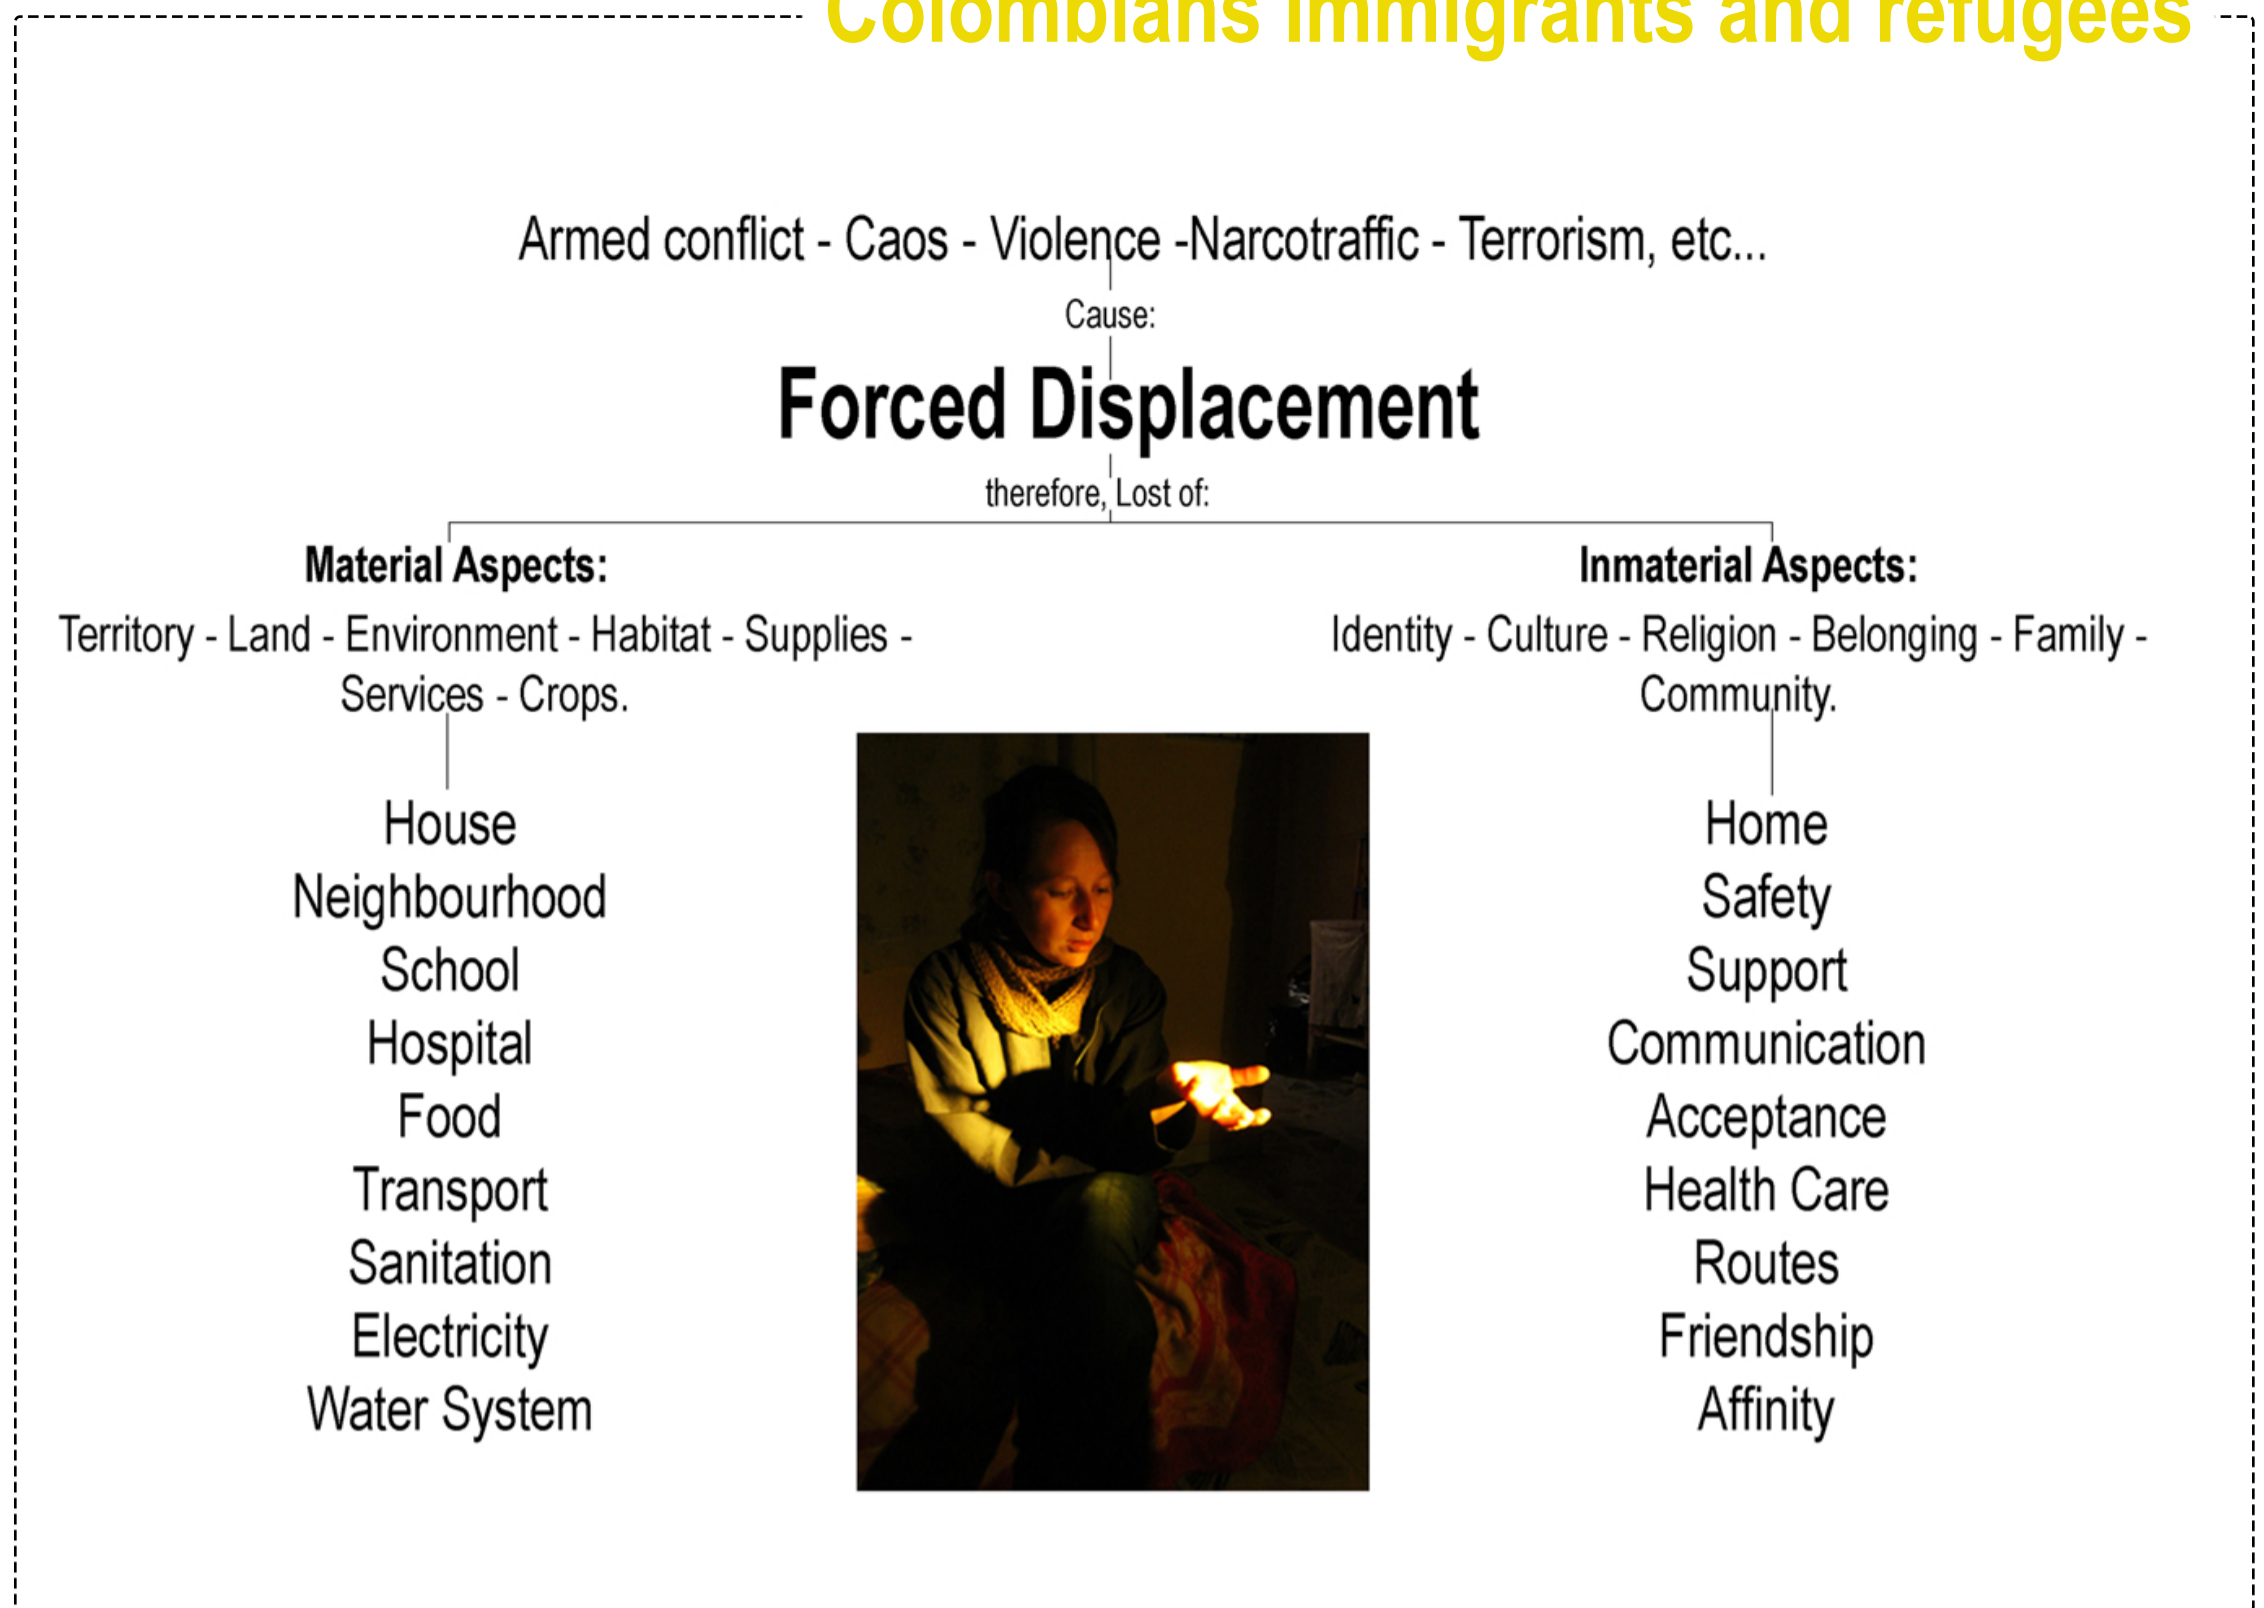 Colombians immigrants and refugees
Armed conflict - Caos - Violence -Narcotraffic - Terrorism, etc...
Cause:
Forced Displacement
therefore, Lost of:
Material Aspects:
Territory - Land - Environment - Habitat - Supplies -
Services - Crops.
House
Neighbourhood
School
Hospital
Food
Transport
Sanitation
Electricity
Water System
Inmaterial Aspects:
Identity - Culture - Religion - Belonging - Family -
Community.
Home
Safety
Support
Communication
Acceptance
Health Care
Routes
Friendship
Affinity